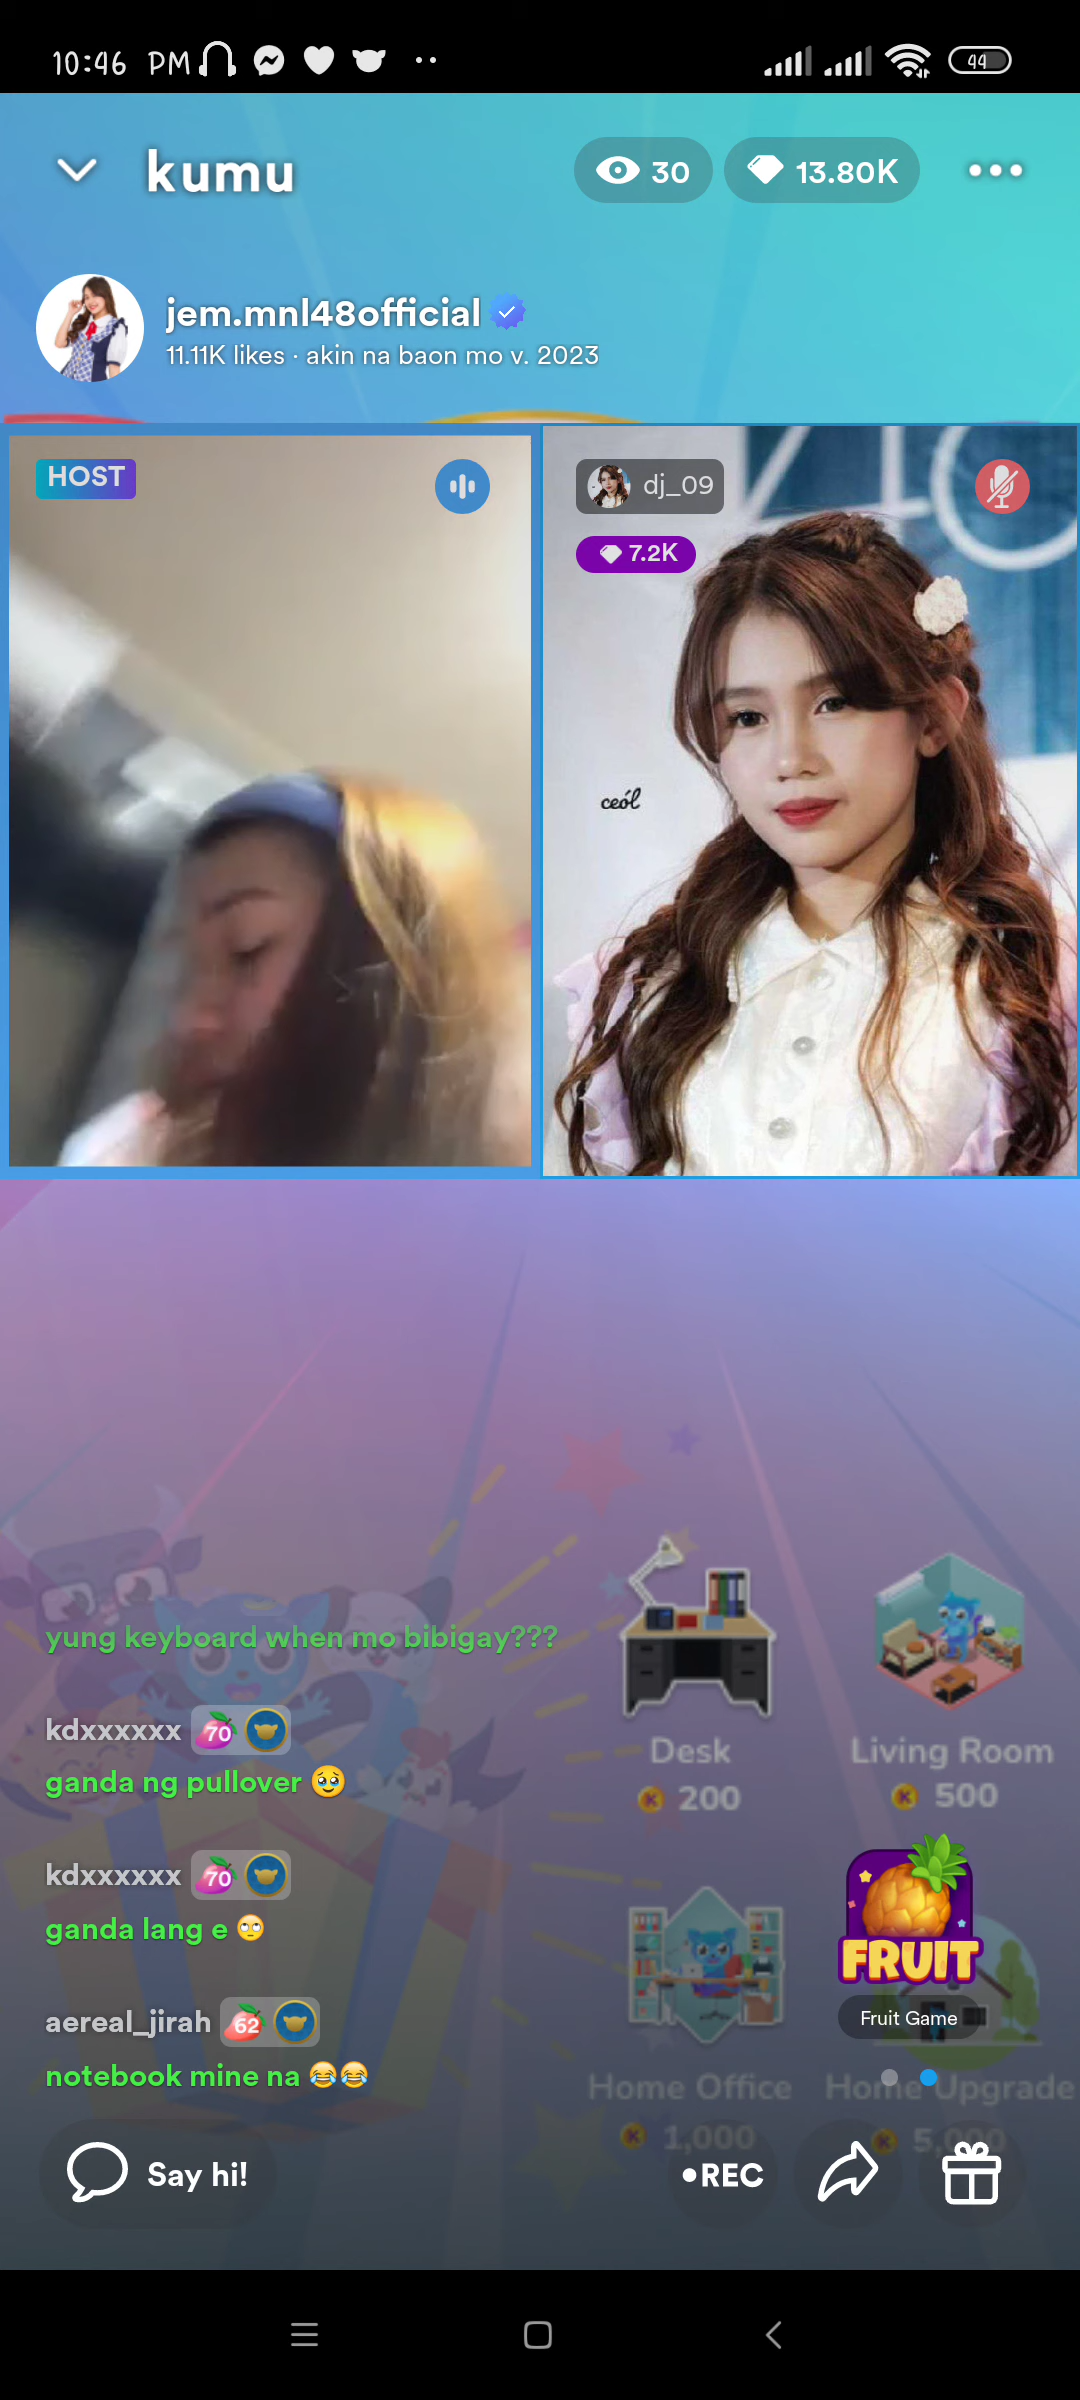 10:46 PM
44
kumu
30
13.80K
jem.mnl48official
11.11K likes · akin na baon mo v. 2023
HOST
dj_09
7.2K
ceól
yung keyboard when mo bibigay???
kdxxxxxx 70
ganda ng pullover 🥹
kdxxxxxx 70
ganda lang e 🙄
aereal_jirah 62
notebook mine na 😂😂
Desk
200
Living Room
500
FRUIT
Fruit Game
Home Office
1,000
Home Upgrade
5,000
Say hi!
•REC